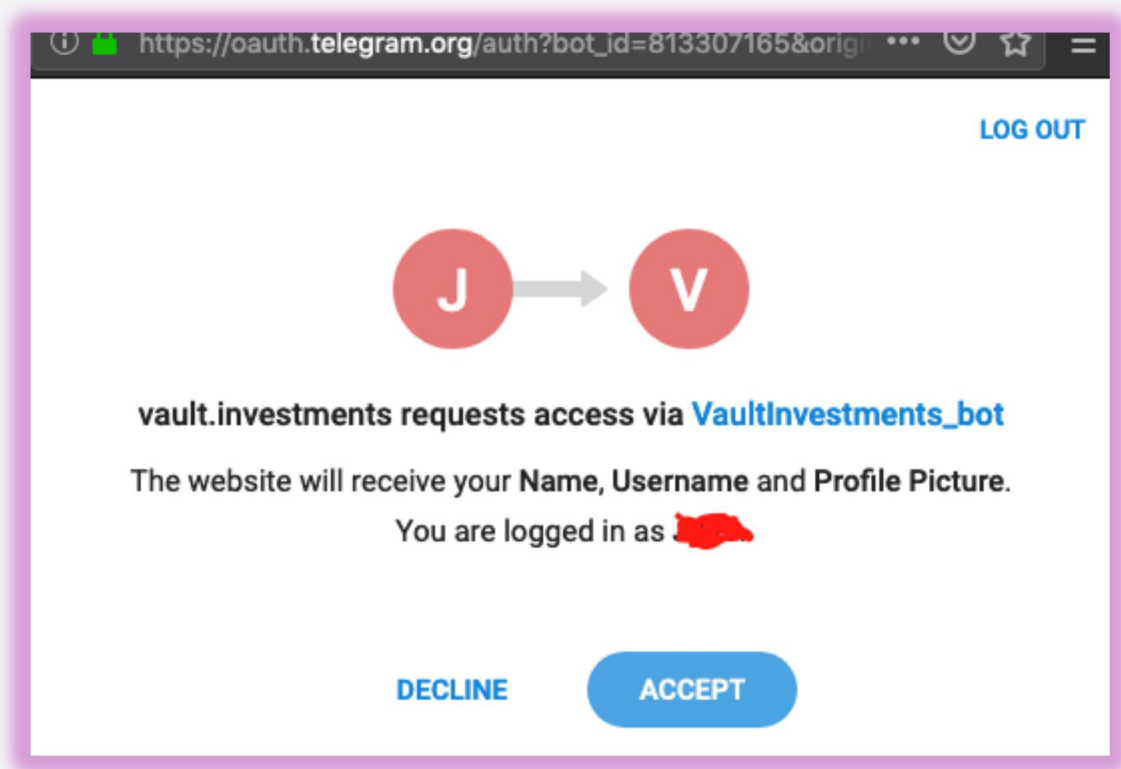 https://oauth.telegram.org/auth?bot_id=813307165&origi
LOG OUT
J
V
vault.investments requests access via VaultInvestments_bot
The website will receive your Name, Username and Profile Picture.
You are logged in as
DECLINE
ACCEPT